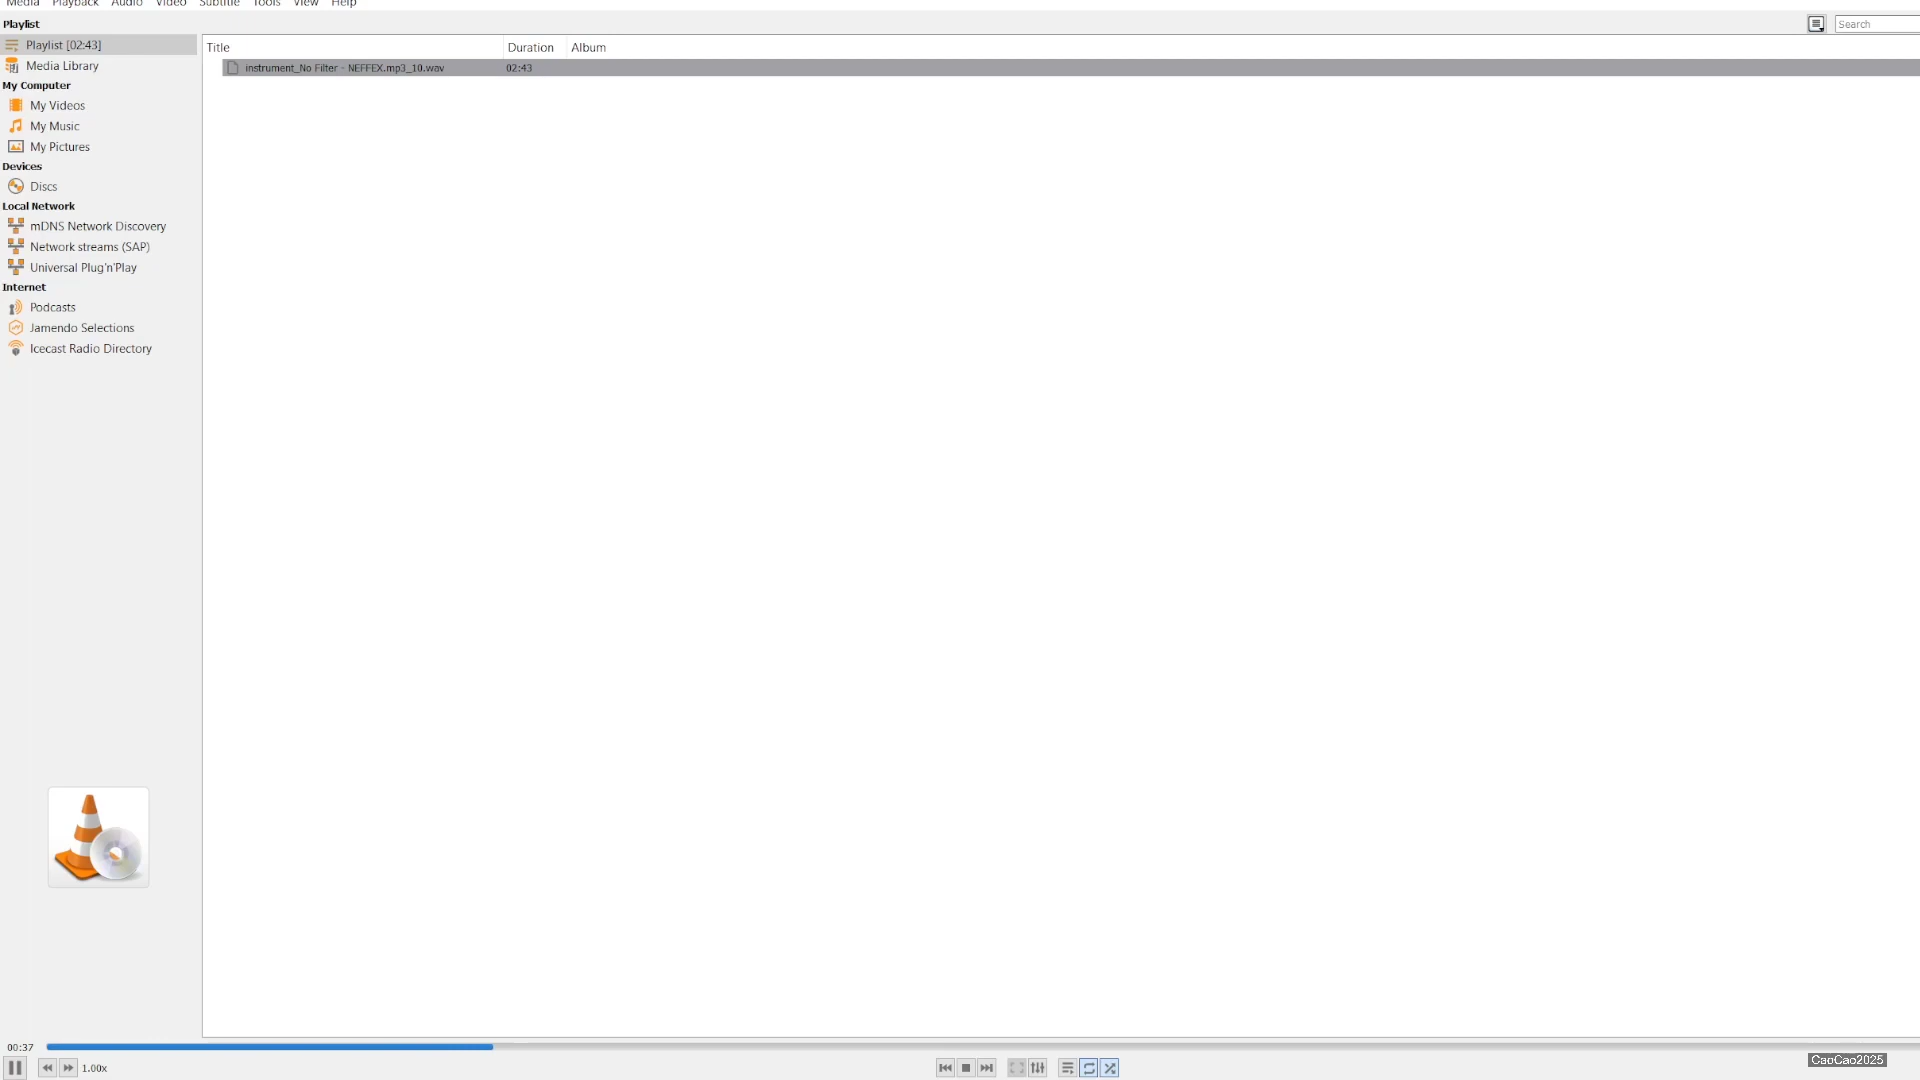 Media Playback Audio Video Subtitle Tools View Help
Playlist
Search
Playlist [02:43]
Media Library
My Computer
My Videos
My Music
My Pictures
Devices
Discs
Local Network
mDNS Network Discovery
Network streams (SAP)
Universal Plug'n'Play
Internet
Podcasts
Jamendo Selections
Icecast Radio Directory
Title Duration Album
instrument_No Filter - NEFFEX.mp3_10.wav 02:43
00:37
1.00x
CaoCao2025